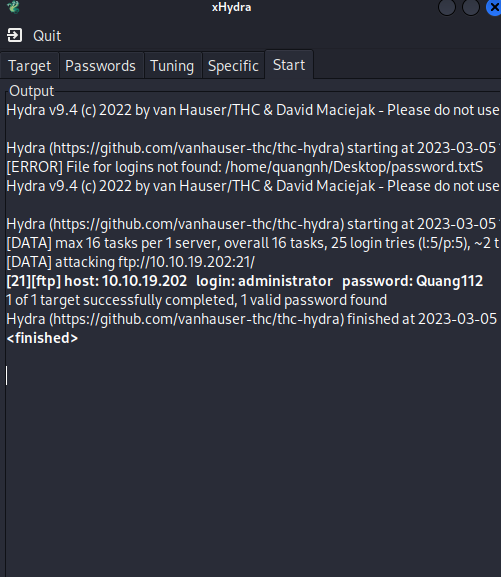 xHydra
Quit
Target Passwords Tuning Specific Start
Output
Hydra v9.4 (c) 2022 by van Hauser/THC & David Maciejak - Please do not use
Hydra (https://github.com/vanhauser-thc/thc-hydra) starting at 2023-03-05
[ERROR] File for logins not found: /home/quangnh/Desktop/password.txtS
Hydra v9.4 (c) 2022 by van Hauser/THC & David Maciejak - Please do not use
Hydra (https://github.com/vanhauser-thc/thc-hydra) starting at 2023-03-05
[DATA] max 16 tasks per 1 server, overall 16 tasks, 25 login tries (l:5/p:5), ~2 t
[DATA] attacking ftp://10.10.19.202:21/
[21][ftp] host: 10.10.19.202 login: administrator password: Quang112
1 of 1 target successfully completed, 1 valid password found
Hydra (https://github.com/vanhauser-thc/thc-hydra) finished at 2023-03-05
<finished>